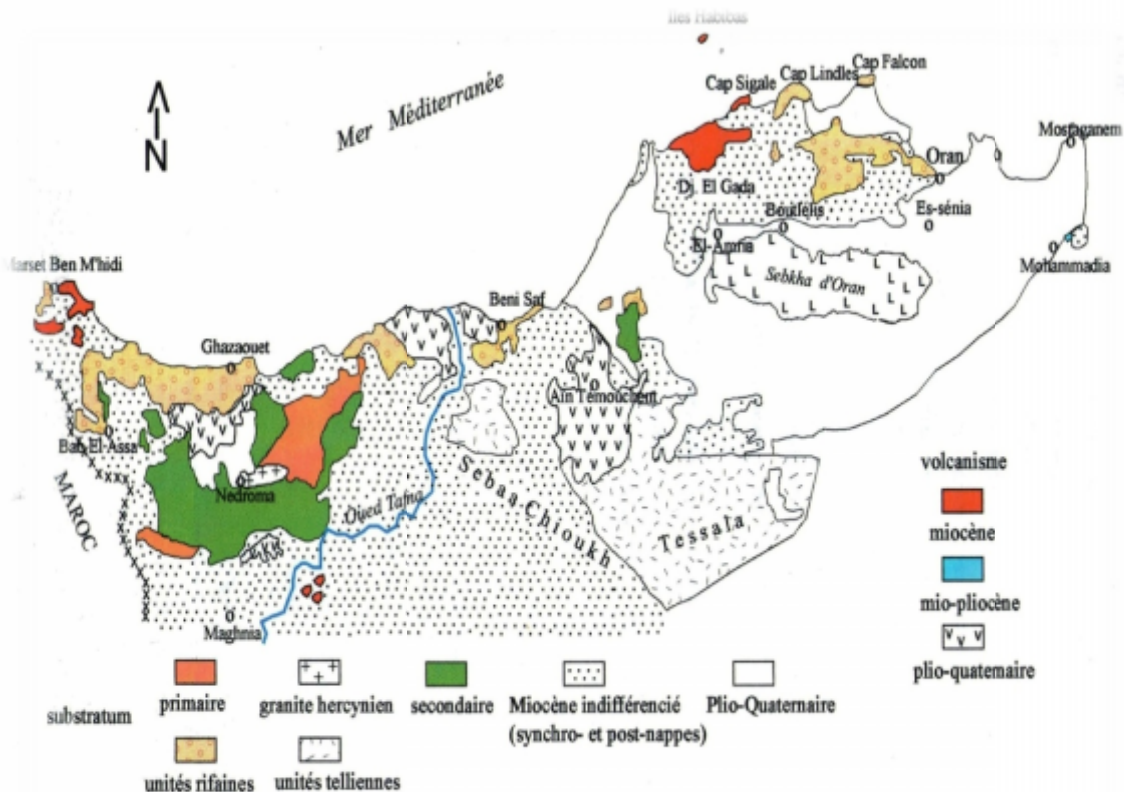 Iles Habibas
Cap Falcon
Cap Lindles
Cap Sigale
Mer Méditerranée
N
Mostaganem
Oran
Dj. El Gada
Boutlelis
Es-sénia
El-Amria
Mohammadia
Sebkha d'Oran
Marset Ben M'hidi
Beni Saf
Ghazaouet
Ain Témouchent
Bab El-Assa
Nedroma
MAROC
Oued Tafna
Sebaa Chioukh
Tessala
Maghnia
volcanisme
miocène
mio-pliocène
plio-quaternaire
substratum
primaire
granite hercynien
secondaire
Miocène indifférencié
(synchro- et post-nappes)
Plio-Quaternaire
unités rifaines
unités telliennes